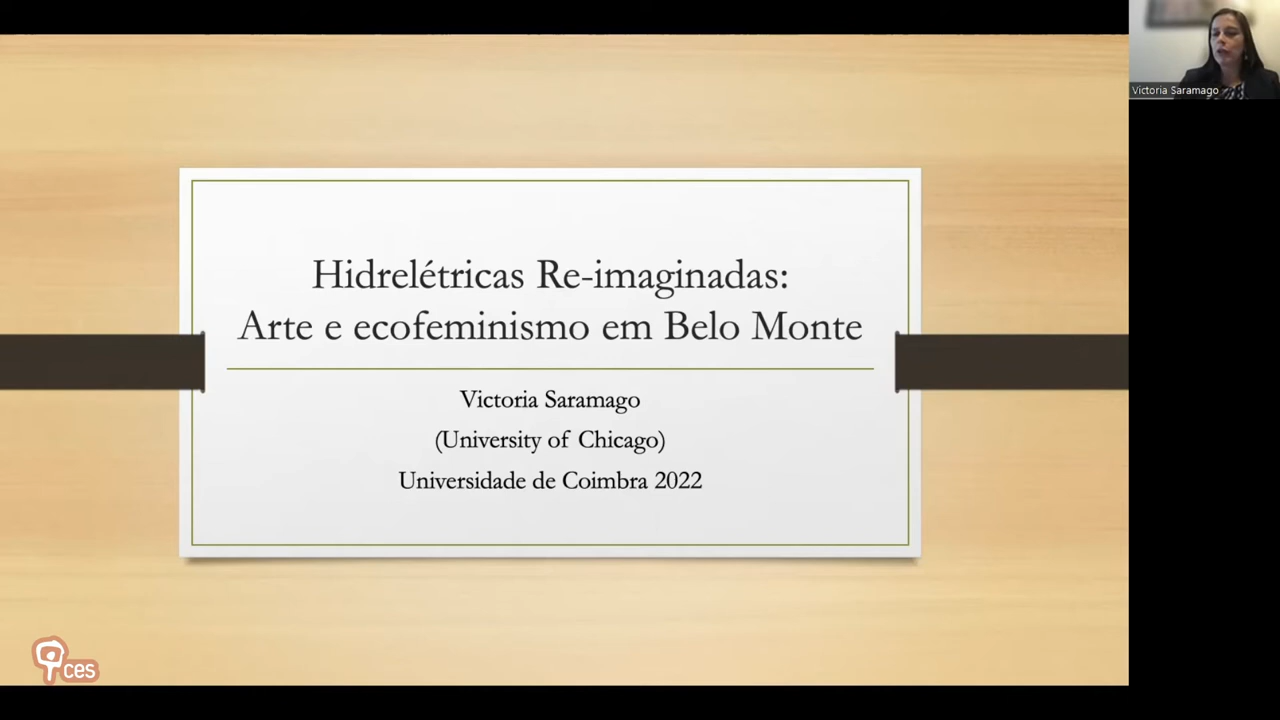 Victoria Saramago
Hidrelétricas Re-imaginadas:
Arte e ecofeminismo em Belo Monte
Victoria Saramago
(University of Chicago)
Universidade de Coimbra 2022
ces